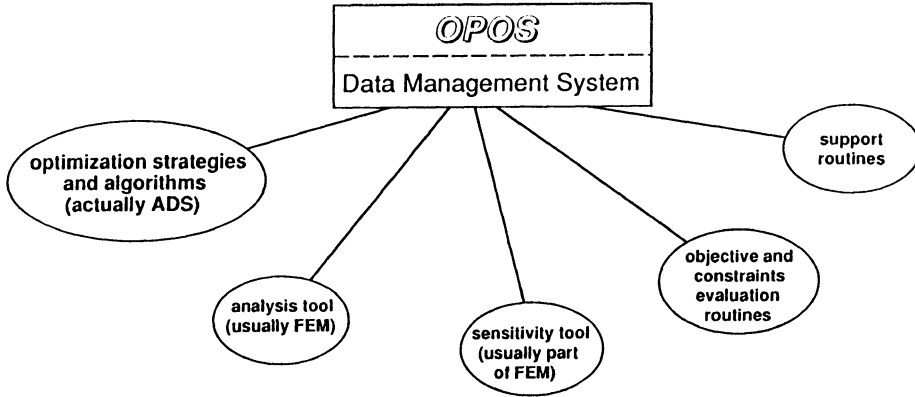 OPOS
Data Management System
optimization strategies
and algorithms
(actually ADS)
analysis tool
(usually FEM)
sensitivity tool
(usually part
of FEM)
objective and
constraints
evaluation
routines
support
routines